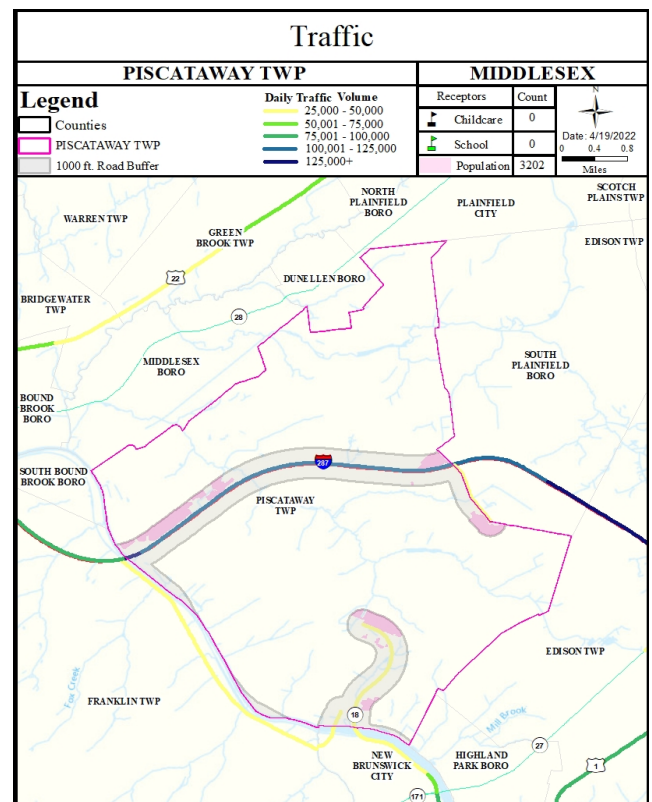 Traffic
PISCATAWAY TWP
MIDDLESEX
Legend
Counties
PISCATAWAY TWP
1000 ft. Road Buffer
Daily Traffic Volume
25,000 - 50,000
50,001 - 75,000
75,001 - 100,000
100,001 - 125,000
125,000+
Receptors Count
Childcare 0
School 0
Population 3202
N
Date: 4/19/2022
0 0.4 0.8
Miles
NORTH
PLAINFIELD
BORO
PLAINFIELD
CITY
SCOTCH
PLAINS TWP
WARREN TWP
GREEN
BROOK TWP
EDISON TWP
22
DUNELLEN BORO
BRIDGEWATER
TWP
28
MIDDLESEX
BORO
SOUTH
PLAINFIELD
BORO
BOUND
BROOK
BORO
287
SOUTH BOUND
BROOK BORO
PISCATAWAY
TWP
EDISON TWP
Fox Creek
FRANKLIN TWP
18
Mill Brook
27
NEW
BRUNSWICK
CITY
HIGHLAND
PARK BORO
1
171